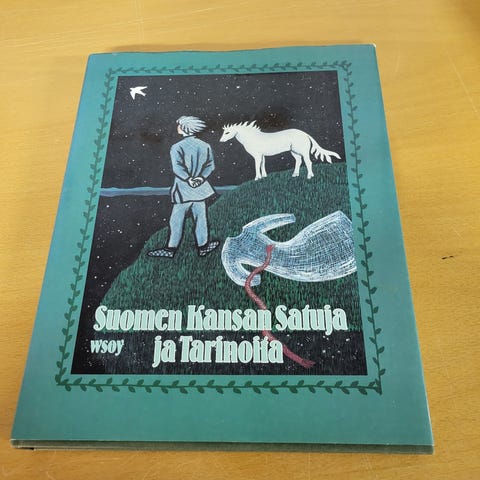 Suomen Kansan Satuja
wsoy ja Tarinoita